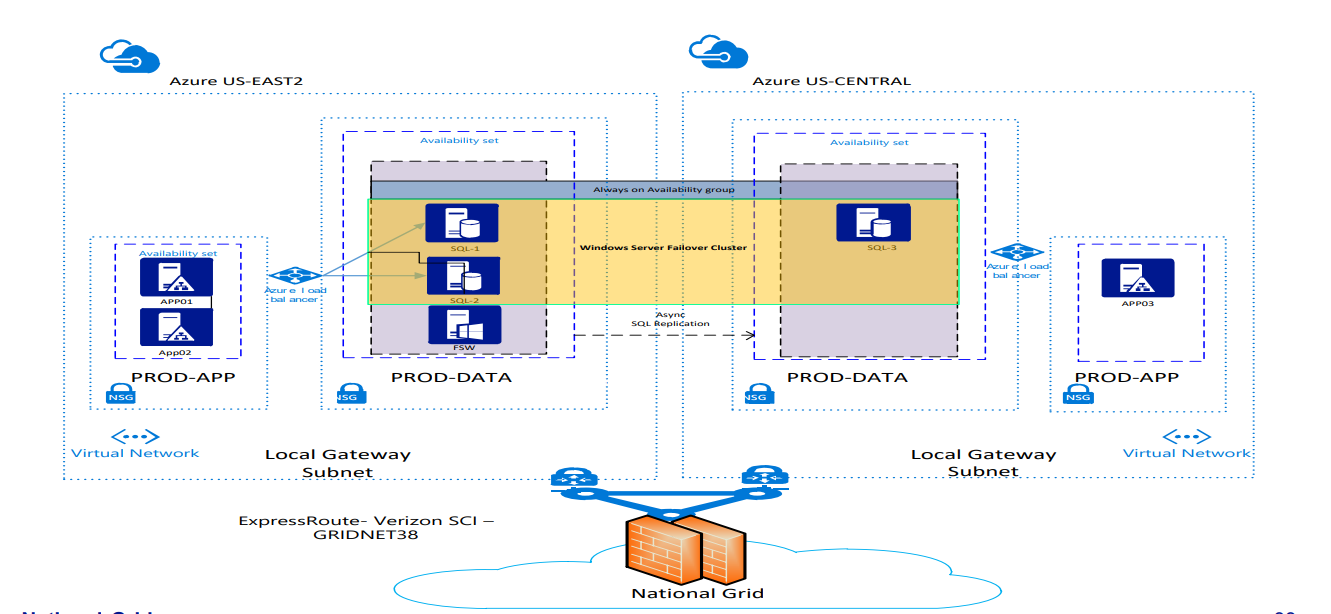 Azure US-EAST2
Azure US-CENTRAL
Availability set
Availability set
Always on Availability group
SQL-1
SQL-3
Windows Server Failover Cluster
Availability set
APP01
App02
Azure load
balancer
SQL-2
FSW
Async
SQL Replication
Azure load
balancer
APP03
PROD-APP
PROD-DATA
PROD-DATA
PROD-APP
NSG
NSG
NSG
NSG
Virtual Network
Local Gateway
Subnet
Local Gateway
Subnet
Virtual Network
ExpressRoute- Verizon SCI –
GRIDNET38
National Grid